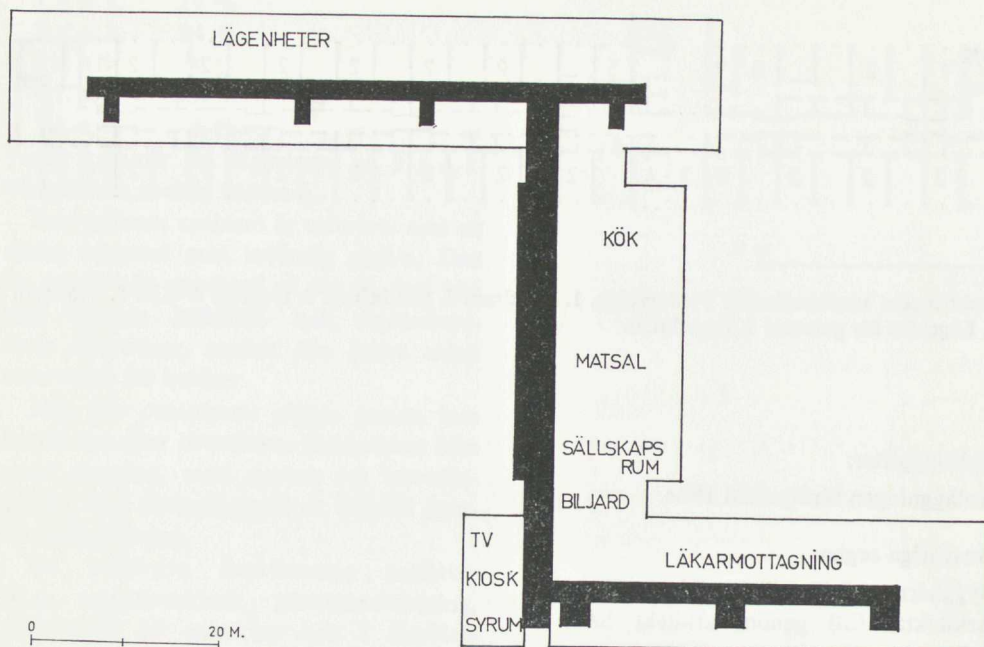 LÄGENHETER
KÖK
MATSAL
SÄLLSKAPS
RUM
BILJARD
TV
KIOSK
SYRUM
LÄKARMOTTAGNING
0 20 M.